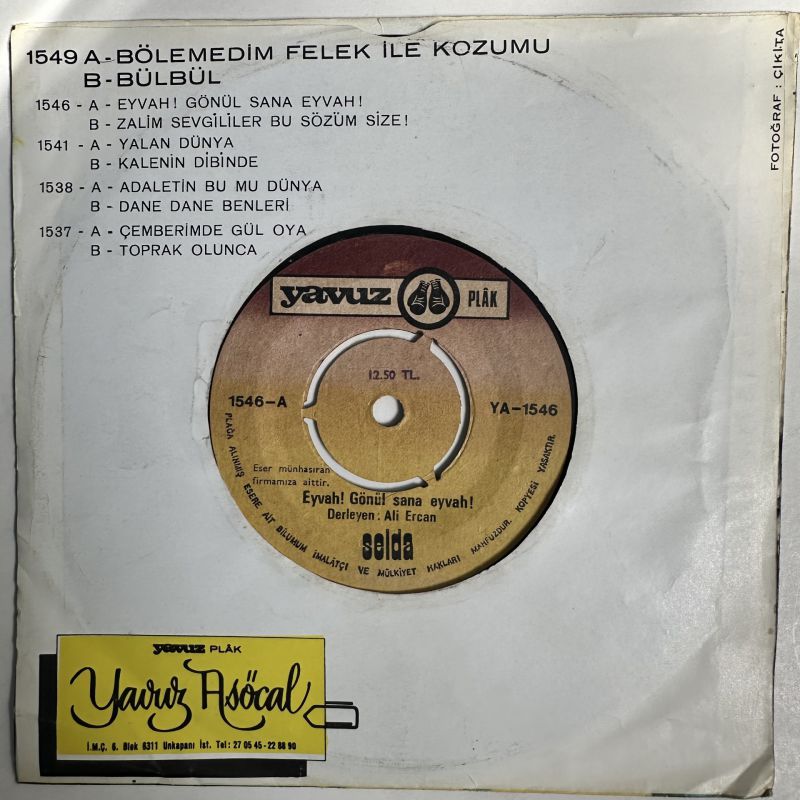 1549 A - BÖLEMEDİM FELEK İLE KOZUMU
B - BÜLBÜL
1546 - A - EYVAH! GÖNÜL SANA EYVAH!
B - ZALİM SEVGİLİLER BU SÖZÜM SİZE!
1541 - A - YALAN DÜNYA
B - KALENİN DİBİNDE
1538 - A - ADALETİN BU MU DÜNYA
B - DANE DANE BENLERİ
1537 - A - ÇEMBERİMDE GÜL OYA
B - TOPRAK OLUNCA
FOTOĞRAF : ÇIKITA
yavuz PLÂK
12.50 TL.
1546-A
YA-1546
Eser münhasıran
firmamıza aittir.
Eyvah! Gönül sana eyvah!
Derleyen: Ali Ercan
selda
PLAĞA ALINMIŞ ESERE AİT BİLUMUM İMALÂTÇI VE MÜLKİYET HAKLARI MAHFUZDUR. KOPYESİ YASAKTIR.
yavuz PLÂK
Yavuz Asöcal
İ.M.Ç. 6. Blok 6311 Unkapanı İst. Tel: 27 05 45 - 22 88 90